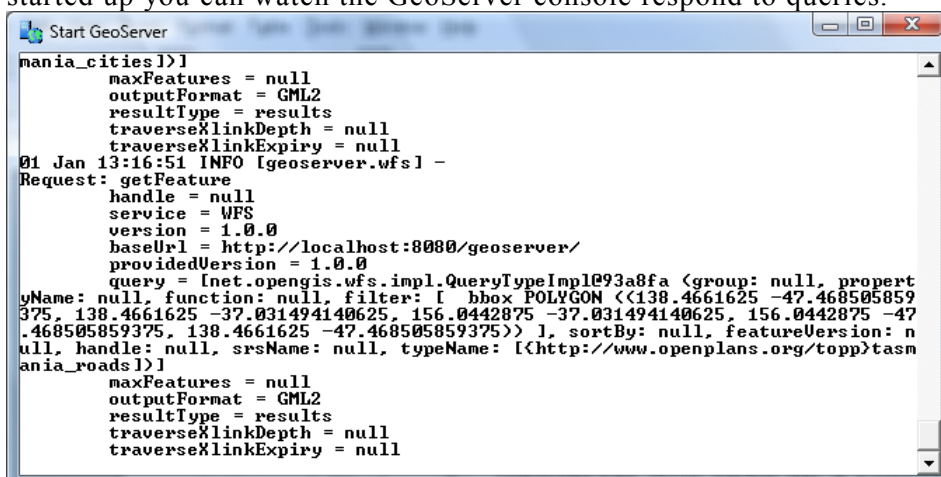 started up you can watch the GeoServer console respond to queries.
Start GeoServer
mania_cities]>]
maxFeatures = null
outputFormat = GML2
resultType = results
traverseXlinkDepth = null
traverseXlinkExpiry = null
01 Jan 13:16:51 INFO [geoserver.wfs] -
Request: getFeature
handle = null
service = WFS
version = 1.0.0
baseUrl = http://localhost:8080/geoserver/
providedVersion = 1.0.0
query = [net.opengis.wfs.impl.QueryTypeImpl@93a8fa (group: null, propert
yName: null, function: null, filter: [ bbox POLYGON ((138.4661625 -47.468505859
375, 138.4661625 -37.031494140625, 156.0442875 -37.031494140625, 156.0442875 -47
.468505859375, 138.4661625 -47.468505859375)) ], sortBy: null, featureVersion: n
ull, handle: null, srsName: null, typeName: [{http://www.openplans.org/topp}tasm
ania_roads])]
maxFeatures = null
outputFormat = GML2
resultType = results
traverseXlinkDepth = null
traverseXlinkExpiry = null